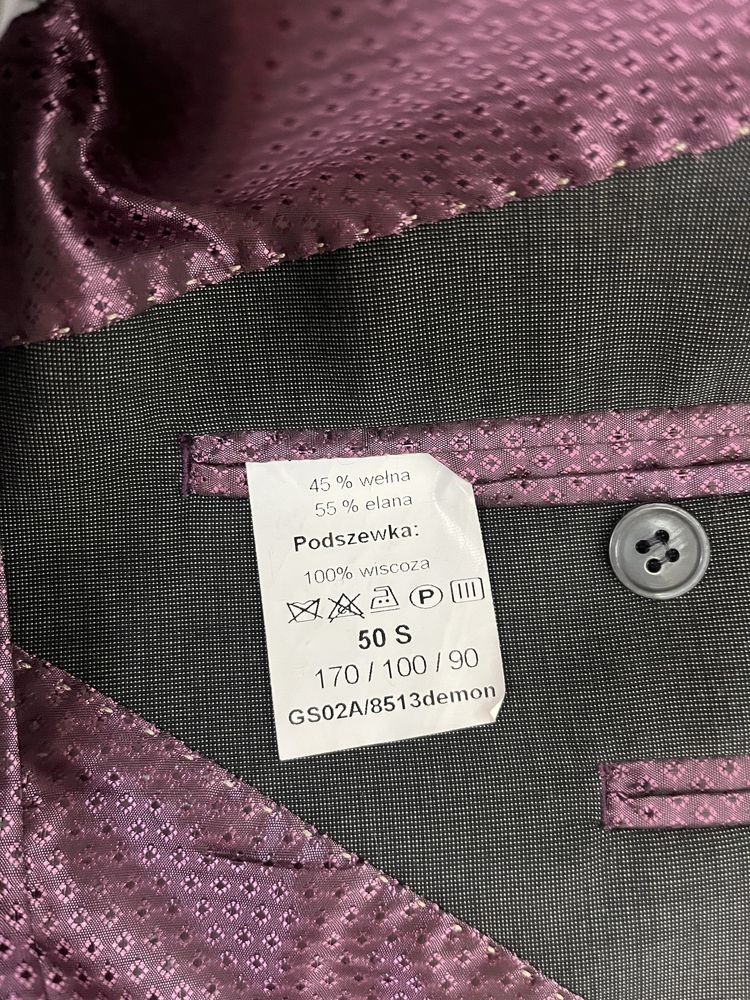 45 % wełna
55 % elana
Podszewka:
100% wiscoza
P
50 S
170 / 100 / 90
GS02A/8513demon